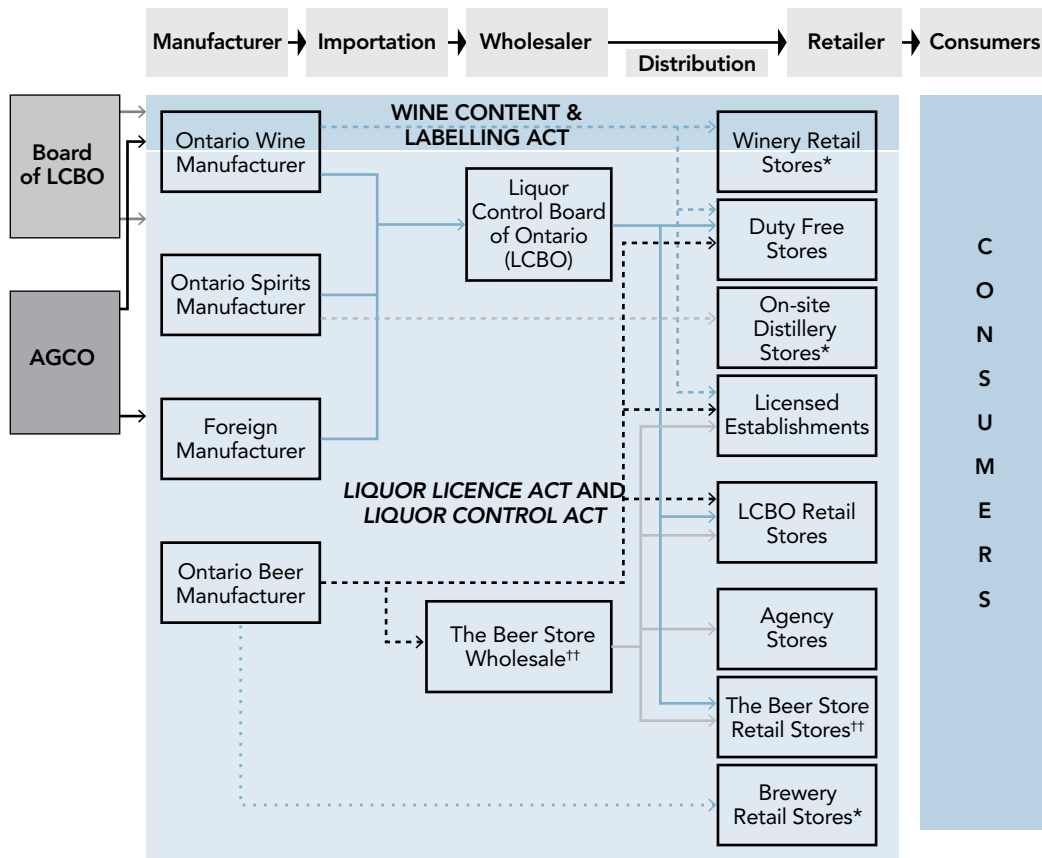 Manufacturer
Importation
Wholesaler
Distribution
Retailer
Consumers
Board
of LCBO
AGCO
WINE CONTENT &
LABELLING ACT
Ontario Wine
Manufacturer
Ontario Spirits
Manufacturer
Foreign
Manufacturer
LIQUOR LICENCE ACT AND
LIQUOR CONTROL ACT
Ontario Beer
Manufacturer
Liquor
Control Board
of Ontario
(LCBO)
The Beer Store
Wholesale††
Winery Retail
Stores*
Duty Free
Stores
On-site
Distillery
Stores*
Licensed
Establishments
LCBO Retail
Stores
Agency
Stores
The Beer Store
Retail Stores††
Brewery
Retail Stores*
C
O
N
S
U
M
E
R
S